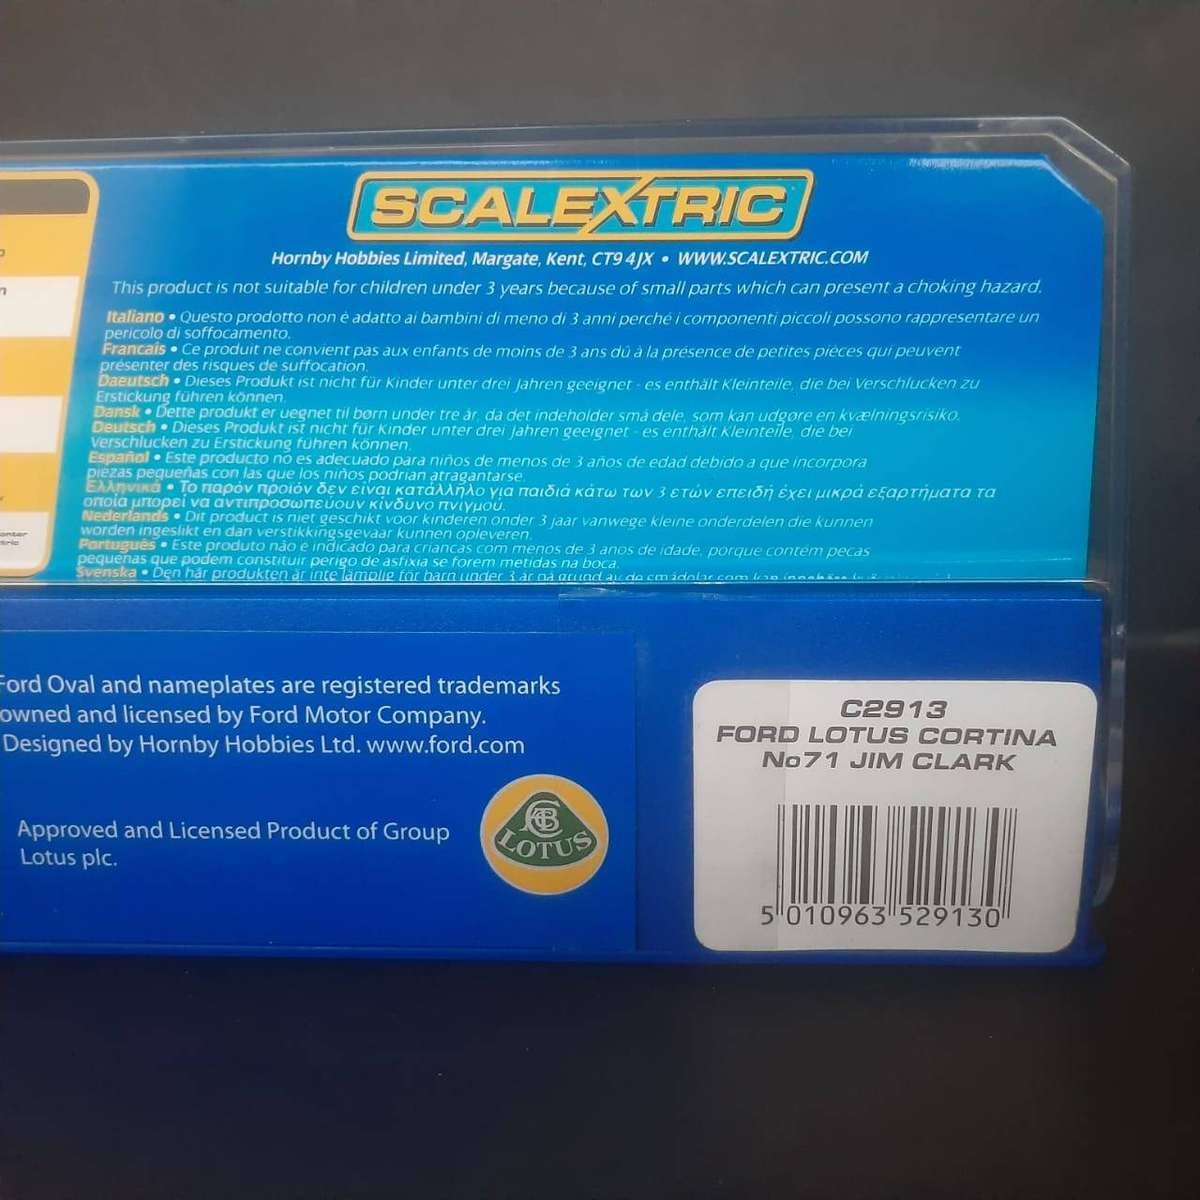 SCALEXTRIC
Hornby Hobbies Limited, Margate, Kent, CT9 4JX • WWW.SCALEXTRIC.COM
This product is not suitable for children under 3 years because of small parts which can present a choking hazard.
Italiano • Questo prodotto non è adatto ai bambini di meno di 3 anni perché i componenti piccoli possono rappresentare un
pericolo di soffocamento.
Francais • Ce produit ne convient pas aux enfants de moins de 3 ans dû à la présence de petites pièces qui peuvent
présenter des risques de suffocation.
Daeutsch • Dieses Produkt ist nicht für Kinder unter drei Jahren geeignet - es enthält Kleinteile, die bei Verschlucken zu
Erstickung führen können.
Dansk • Dette produkt er uegnet til børn under tre år, da det indeholder små dele, som kan udgøre en kvælningsrisiko.
Deutsch • Dieses Produkt ist nicht für Kinder unter drei Jahren geeignet - es enthält Kleinteile, die bei
Verschlucken zu Erstickung führen können.
Español • Este producto no es adecuado para niños de menos de 3 años de edad debido a que incorpora
piezas pequeñas con las que los niños podrían atragantarse.
Ελληνικά • Το παρόν προϊόν δεν είναι κατάλληλο για παιδιά κάτω των 3 ετών επειδή έχει μικρά εξαρτήματα τα
οποία μπορεί να αντιπροσωπεύουν κίνδυνο πνιγμού.
Nederlands • Dit product is niet geschikt voor kinderen onder 3 jaar vanwege kleine onderdelen die kunnen
worden ingeslikt en dan verstikkingsgevaar kunnen opleveren.
Português • Este produto não é indicado para criancas com menos de 3 anos de idade, porque contém pecas
pequenas que podem constituir perigo de asfixia se forem metidas na boca.
Svenska • Den här produkten är inte lämplig för barn under 3 år på grund av de smådelar som kan
Ford Oval and nameplates are registered trademarks
owned and licensed by Ford Motor Company.
Designed by Hornby Hobbies Ltd. www.ford.com
Approved and Licensed Product of Group
Lotus plc.
LOTUS
C2913
FORD LOTUS CORTINA
No71 JIM CLARK
5 010963 529130